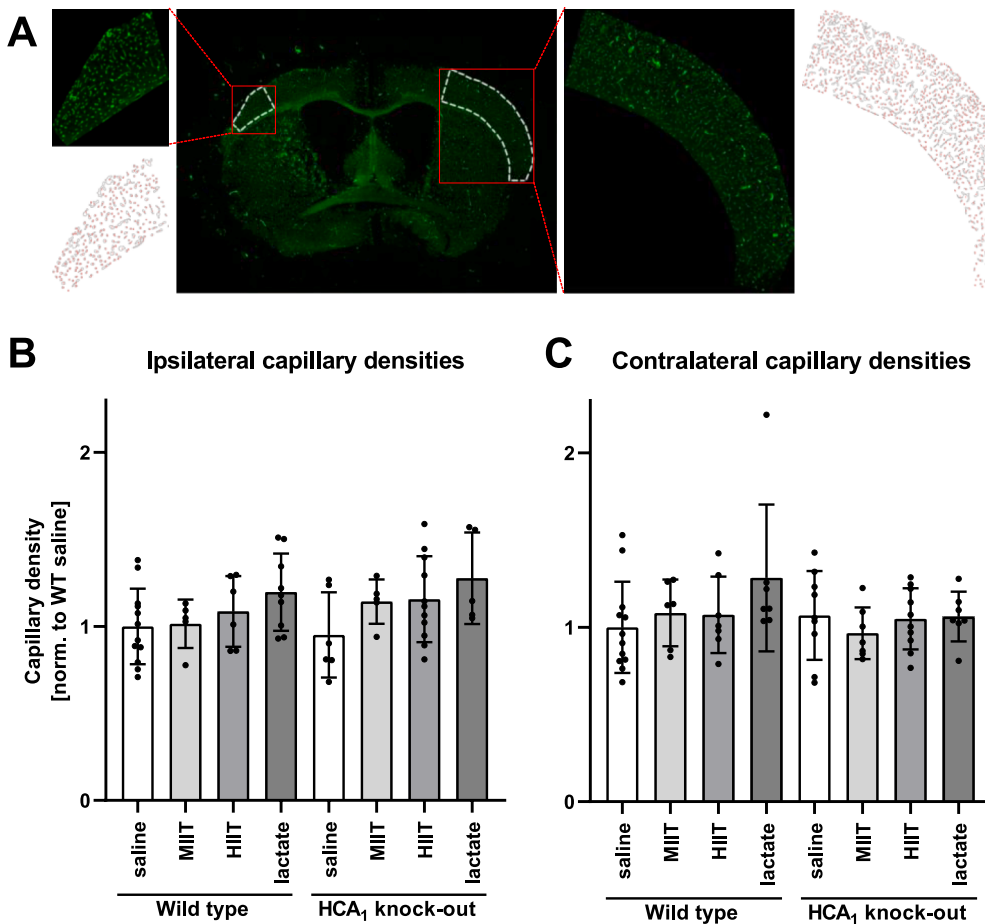 A
B
Ipsilateral capillary densities
Capillary density
[norm. to WT saline]
2
1
0
saline
MIIT
HIIT
lactate
saline
MIIT
HIIT
lactate
Wild type
HCA₁ knock-out
C
Contralateral capillary densities
2
1
0
saline
MIIT
HIIT
lactate
saline
MIIT
HIIT
lactate
Wild type
HCA₁ knock-out